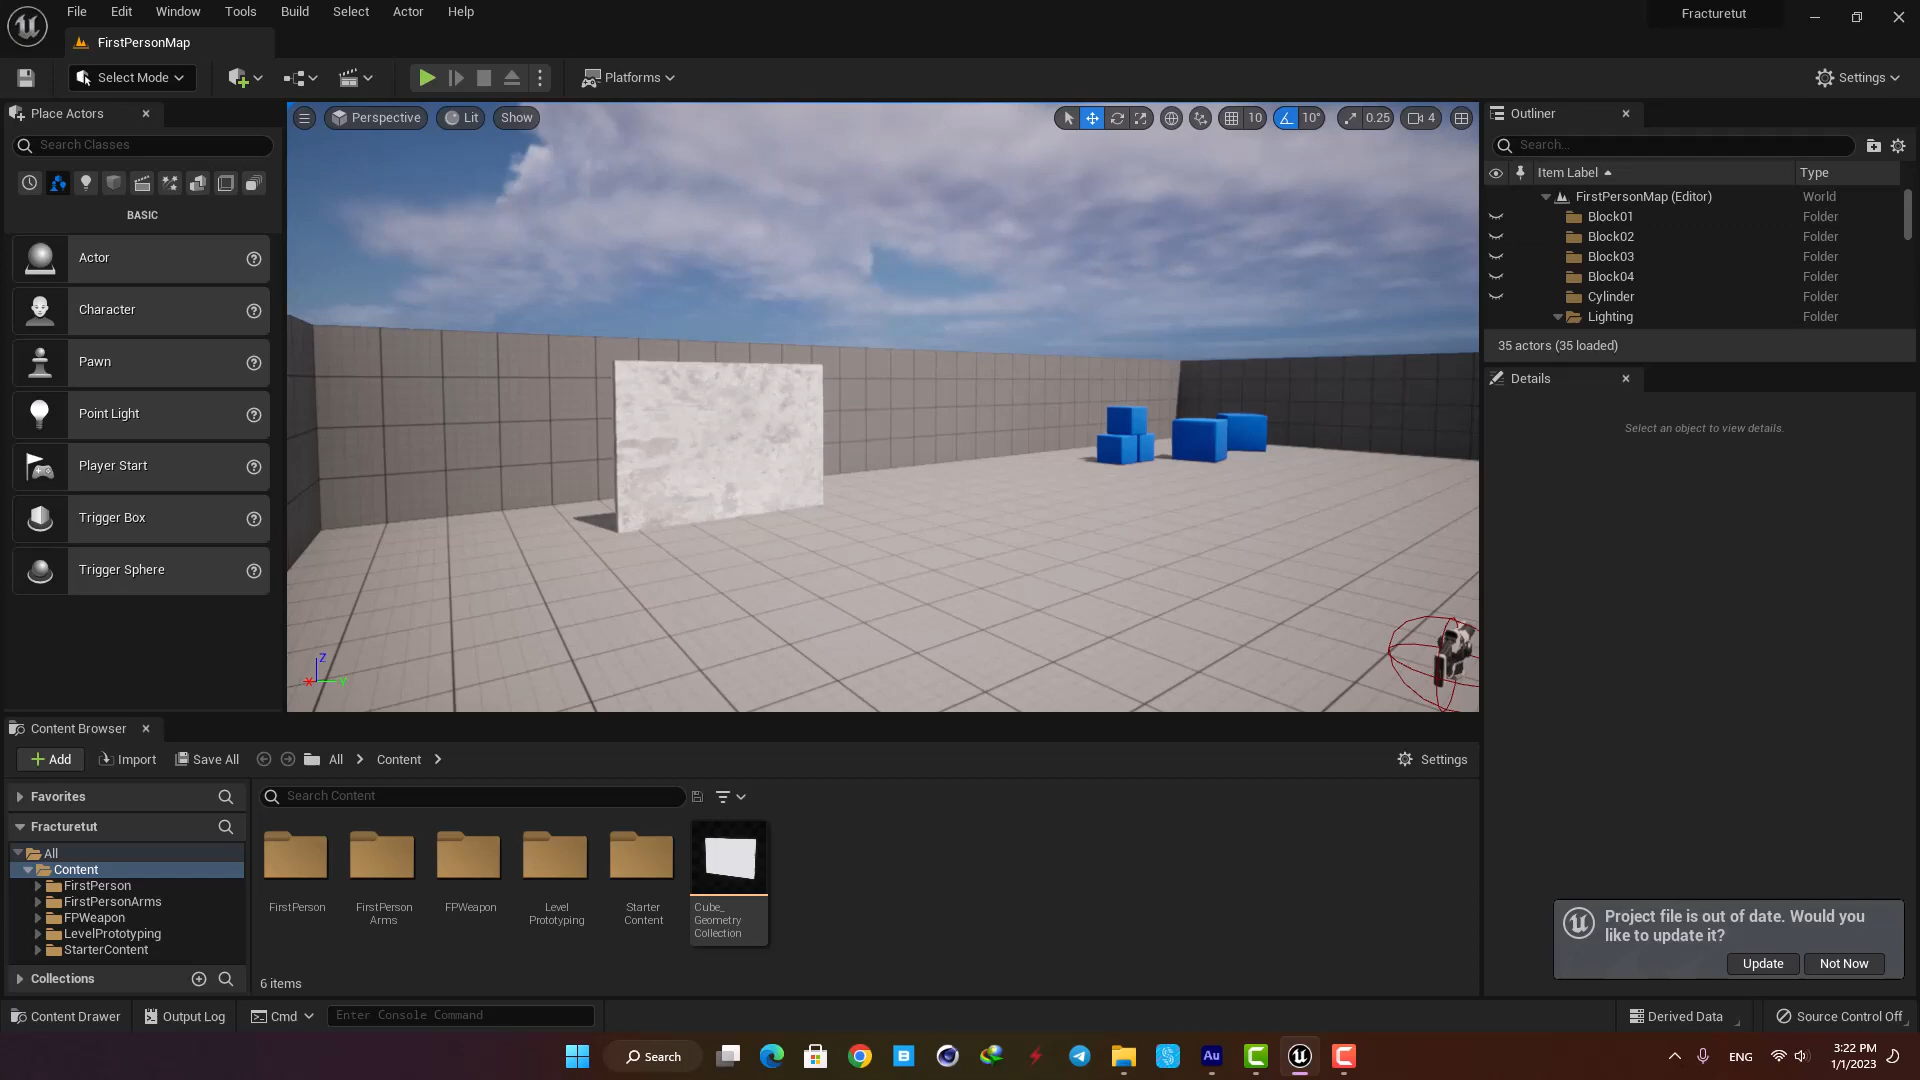 File Edit Window Tools Build Select Actor Help
Fracturetut
FirstPersonMap
Select Mode
Platforms
Settings
Place Actors
Search Classes
BASIC
Actor
Character
Pawn
Point Light
Player Start
Trigger Box
Trigger Sphere
Perspective Lit Show
10 10° 0.25 4
Outliner
Search...
Item Label Type
FirstPersonMap (Editor) World
Block01 Folder
Block02 Folder
Block03 Folder
Block04 Folder
Cylinder Folder
Lighting Folder
35 actors (35 loaded)
Details
Select an object to view details.
Z
X Y
Content Browser
Add Import Save All All Content Settings
Favorites
Fracturetut
All
Content
FirstPerson
FirstPersonArms
FPWeapon
LevelPrototyping
StarterContent
Collections
Search Content
FirstPerson
FirstPerson
Arms
FPWeapon
Level
Prototyping
Starter
Content
Cube_
Geometry
Collection
6 items
Project file is out of date. Would you
like to update it?
Update Not Now
Content Drawer Output Log Cmd Enter Console Command Derived Data Source Control Off
Search
Au
ENG
3:22 PM
1/1/2023